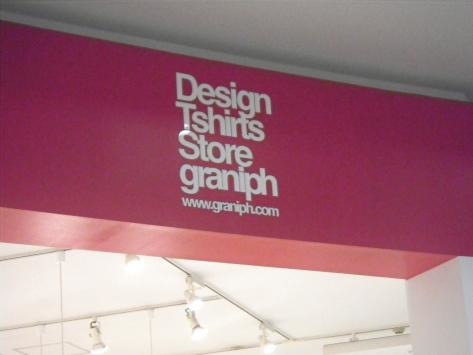 Design
Tshirts
Store
graniph
www.graniph.com